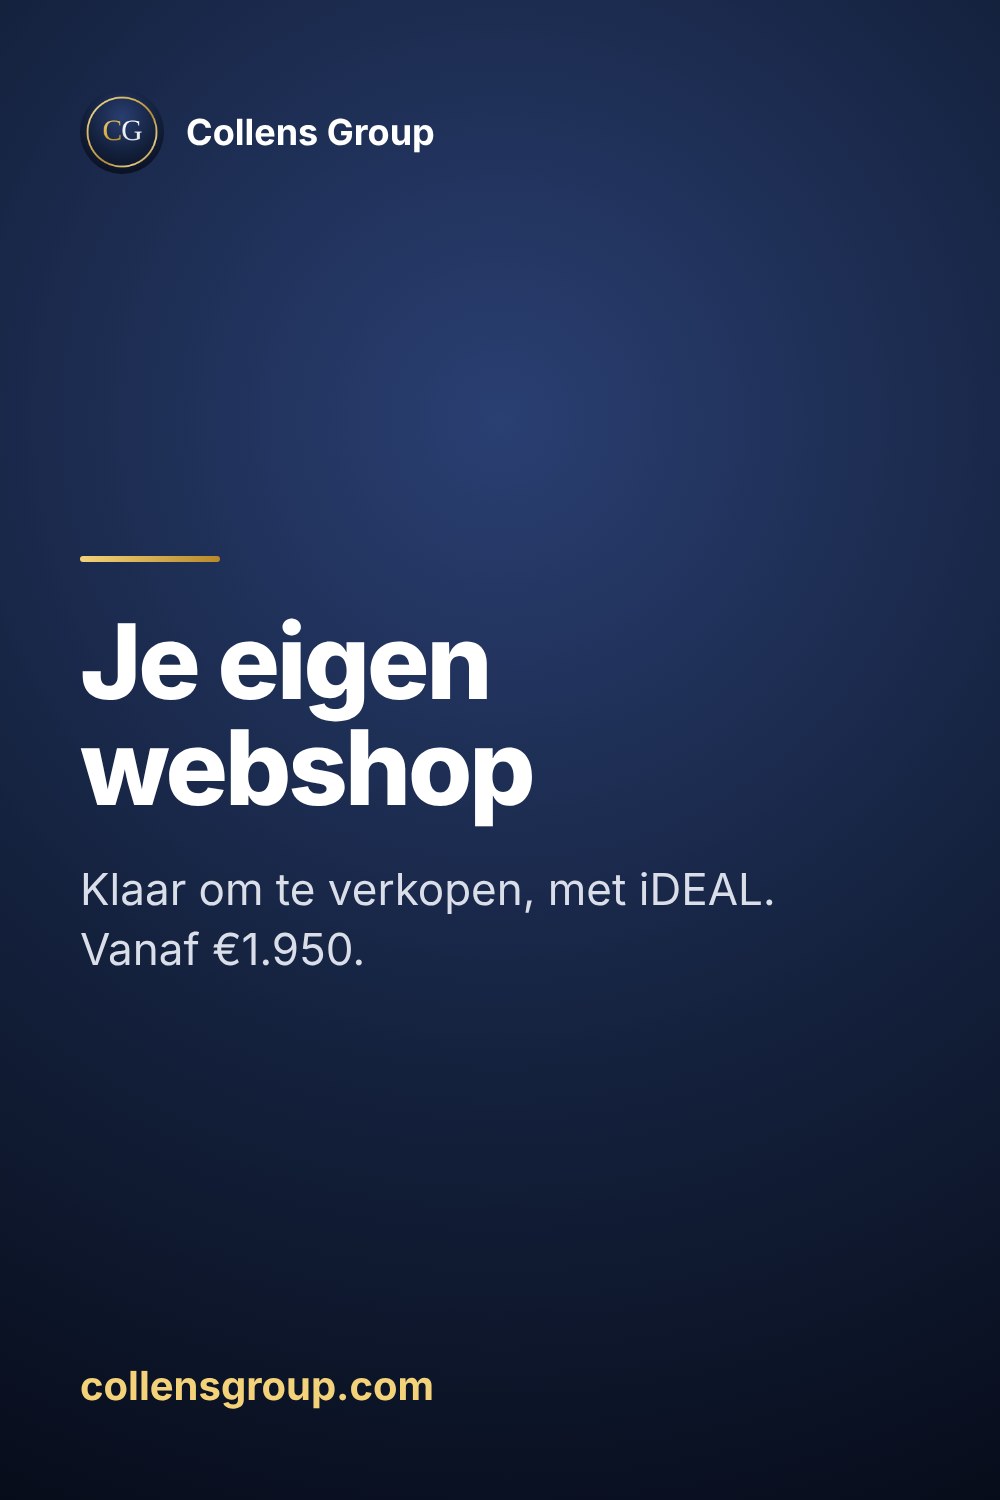 CG
Collens Group
Je eigen
webshop
Klaar om te verkopen, met iDEAL.
Vanaf €1.950.
collensgroup.com